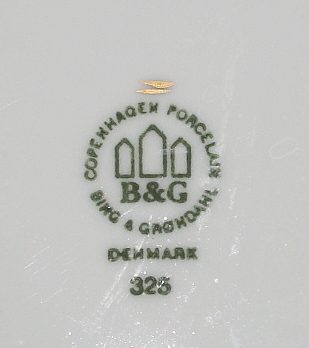 COPENHAGEN PORCELAIN
B&G
BING & GRØNDAHL
DENMARK
325